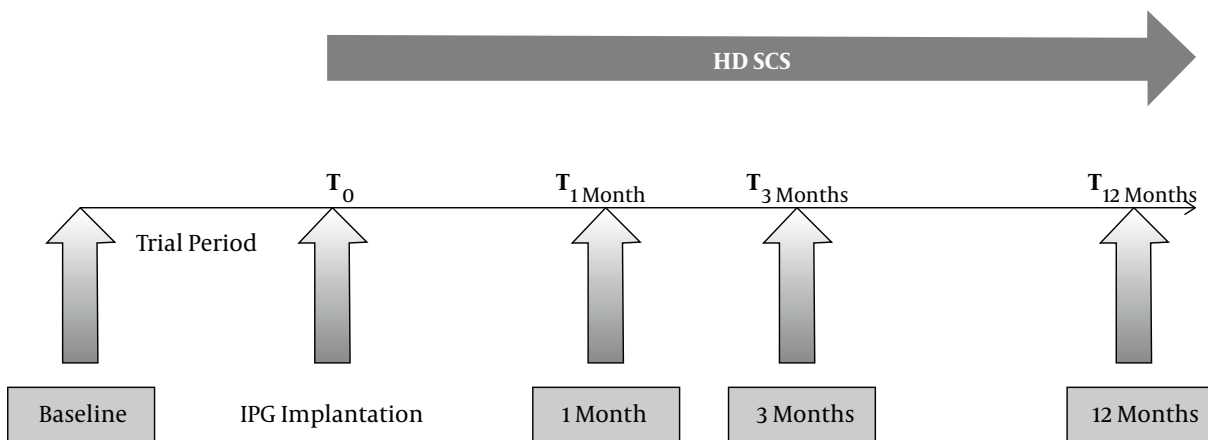 HD SCS
T0 T1 Month T3 Months T12 Months
Trial Period
Baseline IPG Implantation 1 Month 3 Months 12 Months